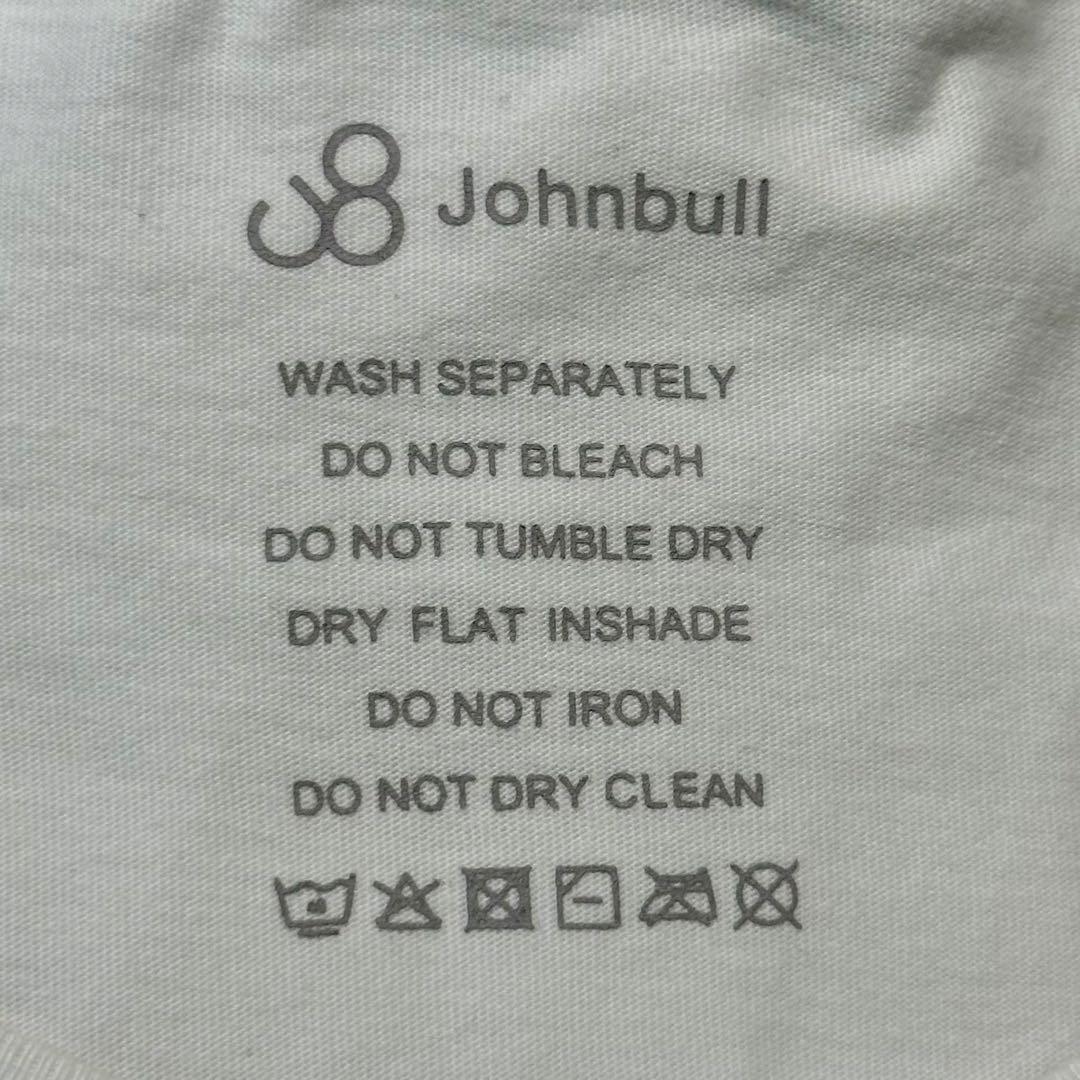 Johnbull
WASH SEPARATELY
DO NOT BLEACH
DO NOT TUMBLE DRY
DRY FLAT INSHADE
DO NOT IRON
DO NOT DRY CLEAN